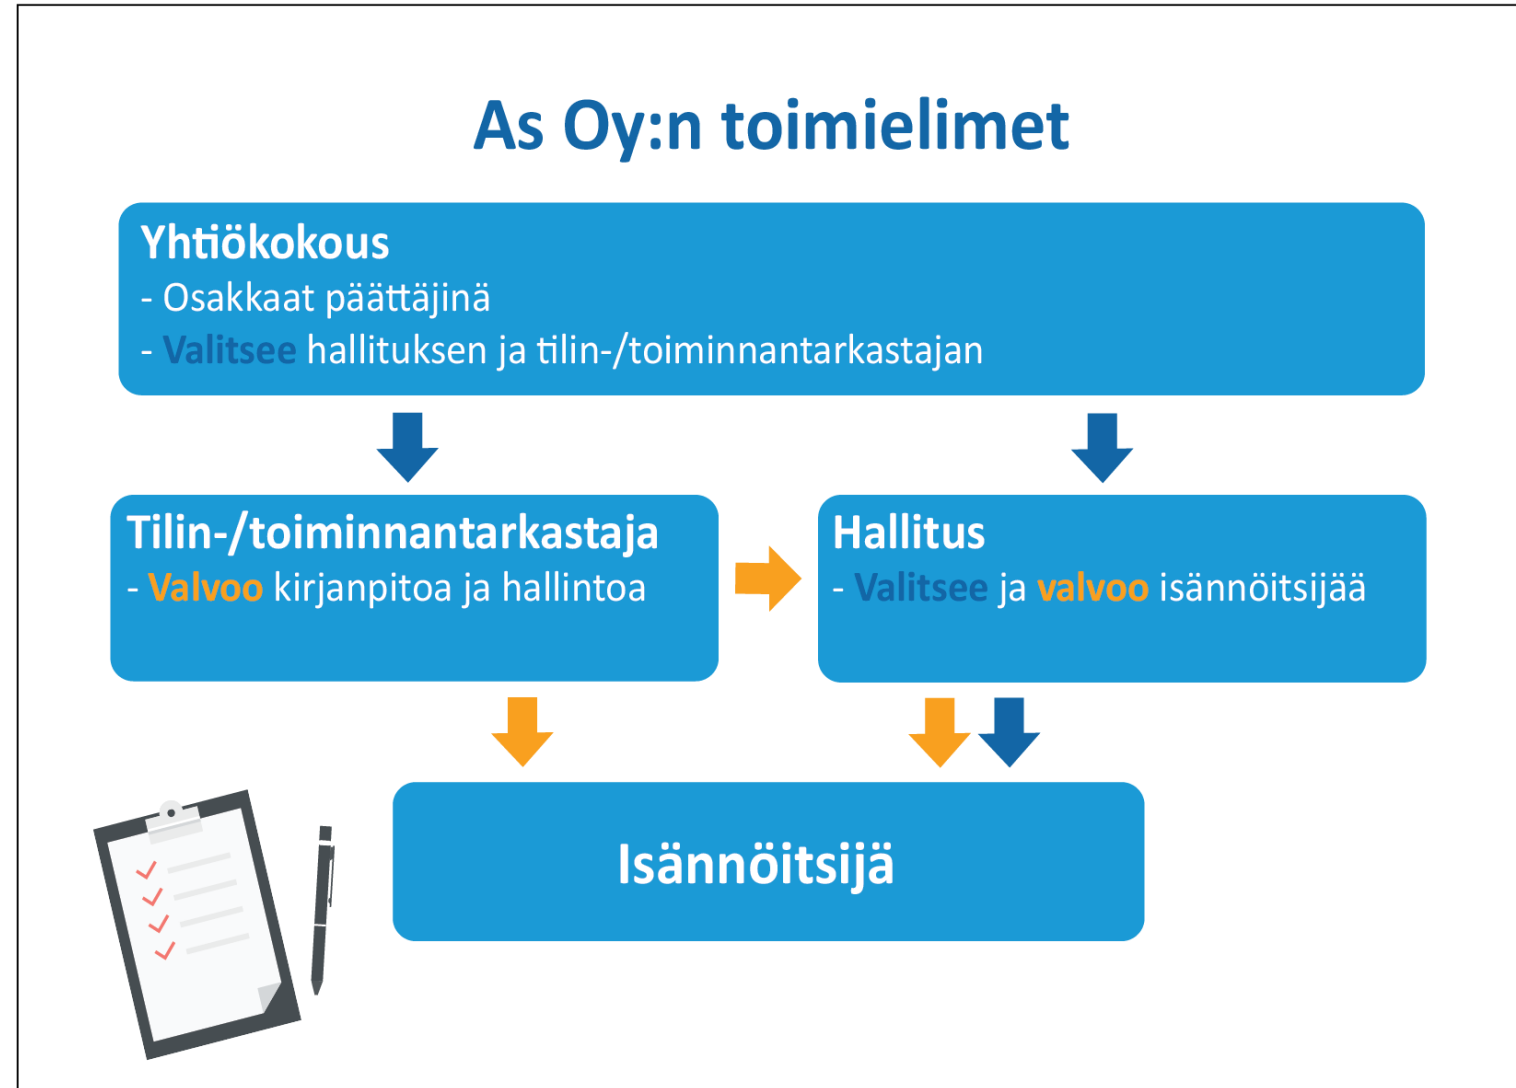 As Oy:n toimielimet
Yhtiökokous
- Osakkaat päättäjinä
- Valitsee hallituksen ja tilin-/toiminnantarkastajan
Tilin-/toiminnantarkastaja
- Valvoo kirjanpitoa ja hallintoa
Hallitus
- Valitsee ja valvoo isännöitsijää
Isännöitsijä